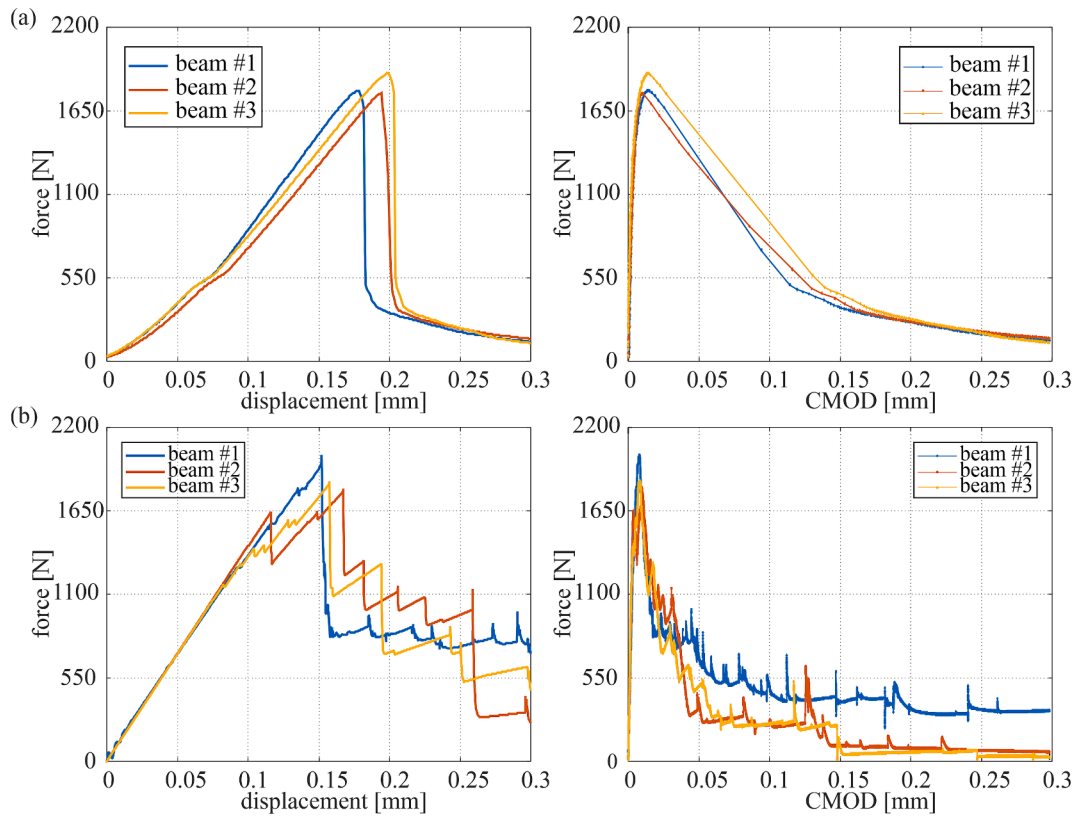 (a)
2200
1650
1100
550
0
force [N]
beam #1
beam #2
beam #3
0 0.05 0.1 0.15 0.2 0.25 0.3
displacement [mm]
2200
1650
1100
550
0
force [N]
beam #1
beam #2
beam #3
0 0.05 0.1 0.15 0.2 0.25 0.3
CMOD [mm]
(b)
2200
1650
1100
550
0
force [N]
beam #1
beam #2
beam #3
0 0.05 0.1 0.15 0.2 0.25 0.3
displacement [mm]
2200
1650
1100
550
0
force [N]
beam #1
beam #2
beam #3
0 0.05 0.1 0.15 0.2 0.25 0.3
CMOD [mm]